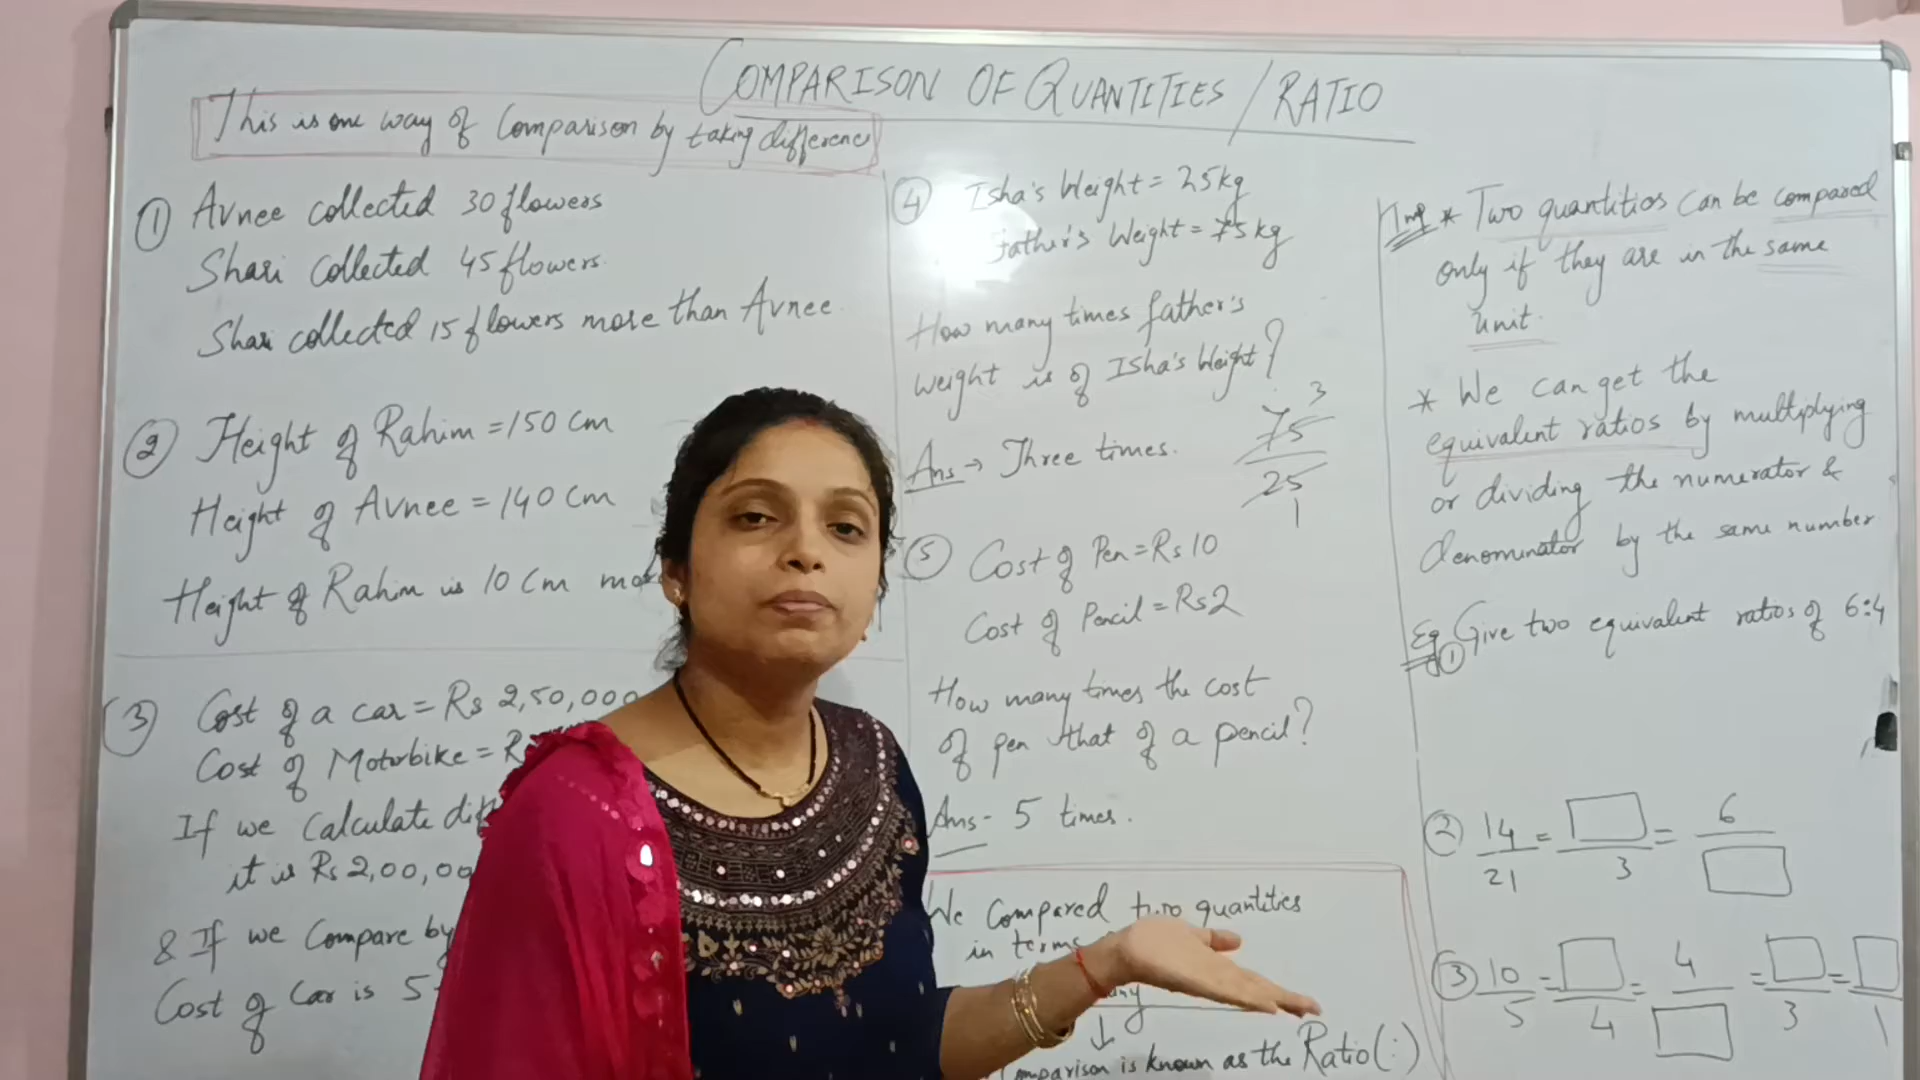 COMPARISON OF QUANTITIES / RATIO
This is one way of Comparison by taking difference
① Avnee collected 30 flowers
Shari collected 45 flowers.
Shari collected 15 flowers more than Avnee.
② Height of Rahim = 150 cm
Height of Avnee = 140 cm
Height of Rahim is 10 cm
③ Cost of a car = Rs 2,50,000
Cost of Motorbike =
If we calculate
it is Rs 2,00,00
& If we compare by
Cost of Car is 5
④ Isha's Weight = 25kg
Father's Weight = 75kg
How many times father's
weight is of Isha's Weight?
Ans → Three times.
3
75
25
1
⑤ Cost of Pen = Rs 10
Cost of Pencil = Rs2
How many times the cost
of pen that of a pencil?
Ans - 5 times.
We Compared two quantities
in terms
↓
Comparison is known as the Ratio (:)
Imp * Two quantities can be compared
only if they are in the same
unit.
* We can get the
equivalent ratios by multiplying
or dividing the numerator &
denominator by the same number
Eg ① Give two equivalent ratios of 6:4
② 14/21 = □/3 = 6/□
③ 10/5 = □/4 = 4/□ = □/3 = □/1